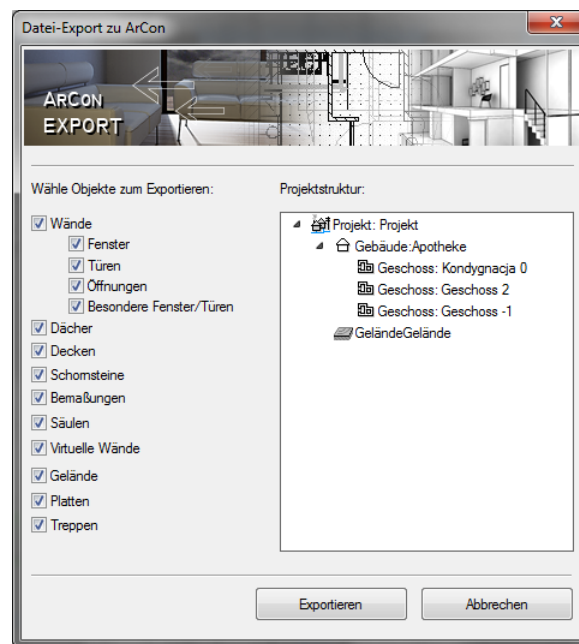 Datei-Export zu ArCon
ARCON
EXPORT
Wähle Objekte zum Exportieren:
Wände
Fenster
Türen
Öffnungen
Besondere Fenster/Türen
Dächer
Decken
Schornsteine
Bemaßungen
Säulen
Virtuelle Wände
Gelände
Platten
Treppen
Projektstruktur:
Projekt: Projekt
Gebäude:Apotheke
Geschoss: Kondygnacja 0
Geschoss: Geschoss 2
Geschoss: Geschoss -1
GeländeGelände
Exportieren
Abbrechen